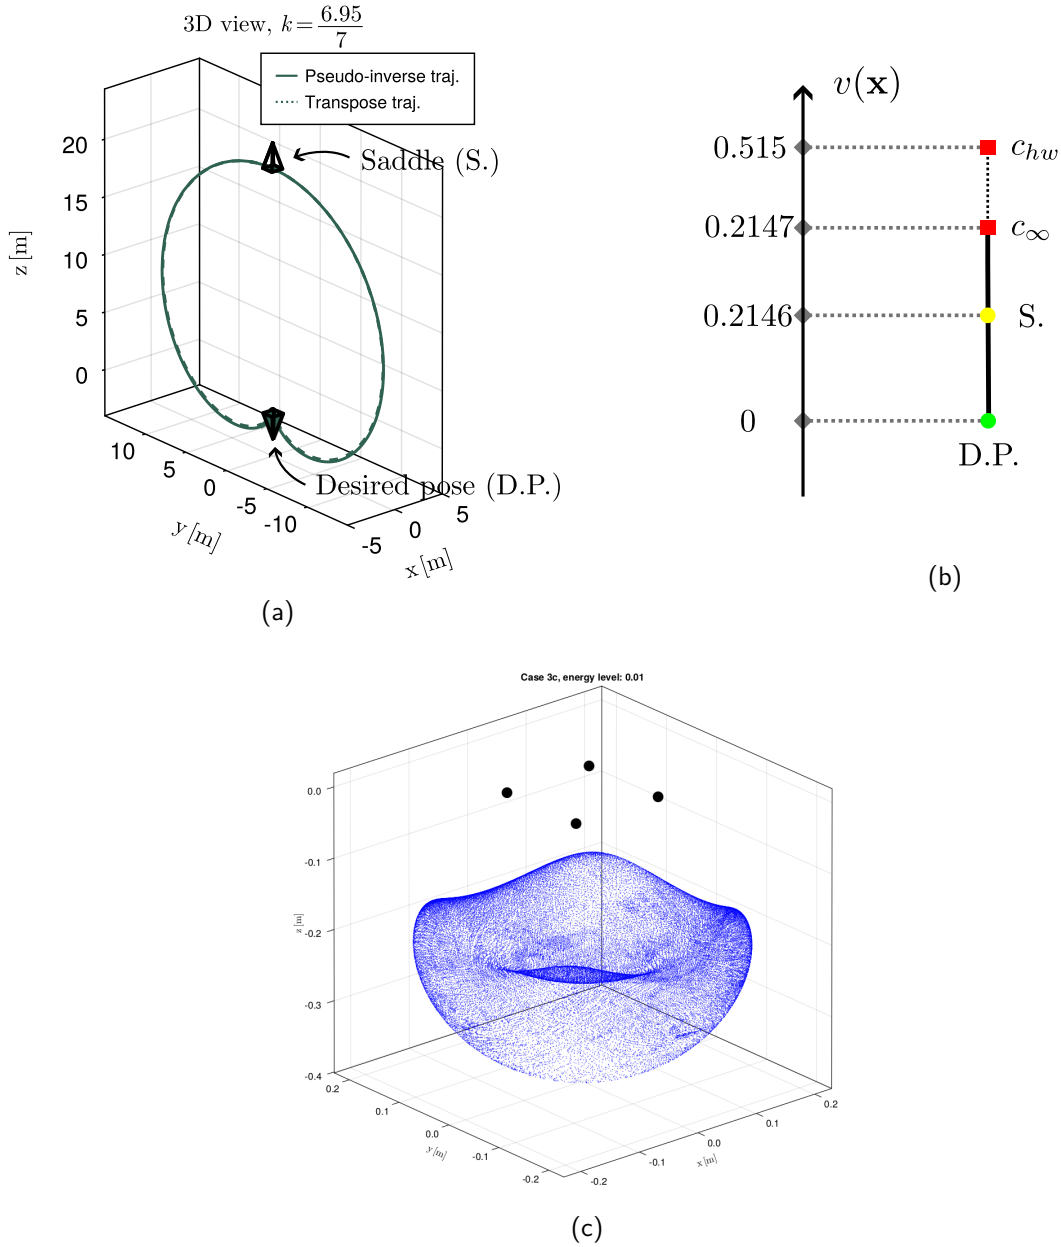 3D view, k = 6.95/7
Pseudo-inverse traj.
Transpose traj.
Saddle (S.)
20
15
10
5
0
z [m]
Desired pose (D.P.)
10
5
0
-5
-10
y [m]
-5
0
5
x [m]
(a)
v(x)
0.515
c_{hw}
0.2147
c_∞
0.2146
S.
0
D.P.
(b)
Case 3c, energy level: 0.01
0.0
-0.1
-0.2
-0.3
-0.4
z [m]
0.2
0.1
0.0
-0.1
-0.2
y [m]
-0.2
-0.1
0.0
0.1
0.2
x [m]
(c)